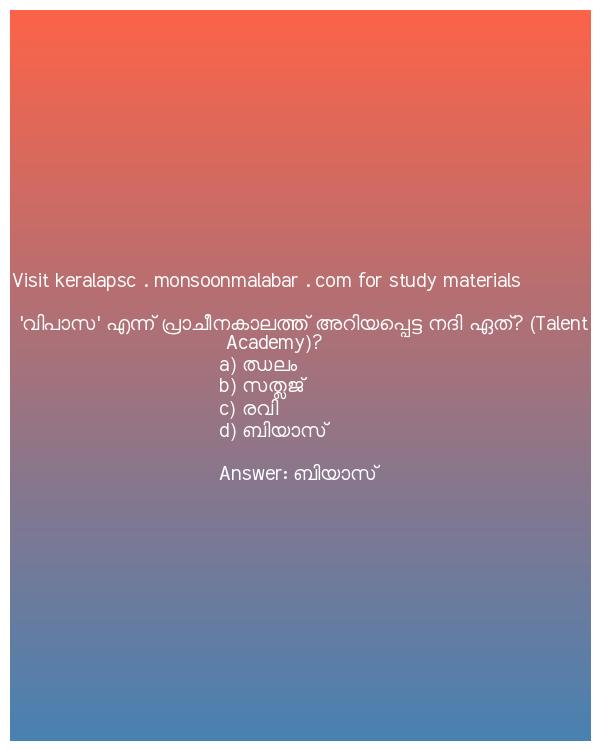 Visit keralapsc . monsoonmalabar . com for study materials
'വിപാസ' എന്ന് പ്രാചീനകാലത്ത് അറിയപ്പെട്ട നദി ഏത്? (Talent
Academy)?
a) ഝലം
b) സത്ലജ്
c) രവി
d) ബിയാസ്
Answer: ബിയാസ്